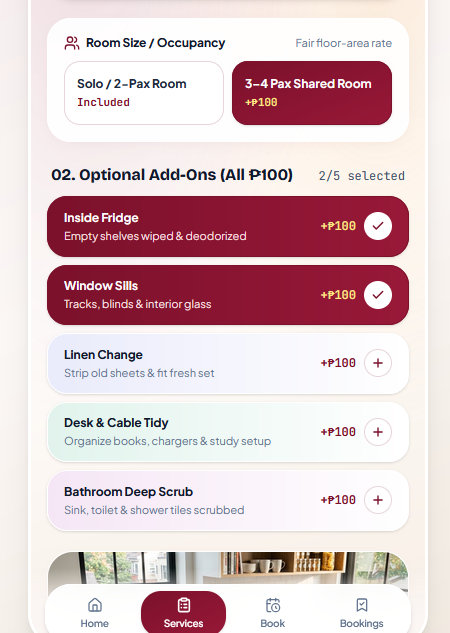 Room Size / Occupancy
Fair floor-area rate
Solo / 2-Pax Room
Included
3–4 Pax Shared Room
+₱100
02. Optional Add-Ons (All ₱100)
2/5 selected
Inside Fridge
Empty shelves wiped & deodorized
+₱100
Window Sills
Tracks, blinds & interior glass
+₱100
Linen Change
Strip old sheets & fit fresh set
+₱100
Desk & Cable Tidy
Organize books, chargers & study setup
+₱100
Bathroom Deep Scrub
Sink, toilet & shower tiles scrubbed
+₱100
Home
Services
Book
Bookings